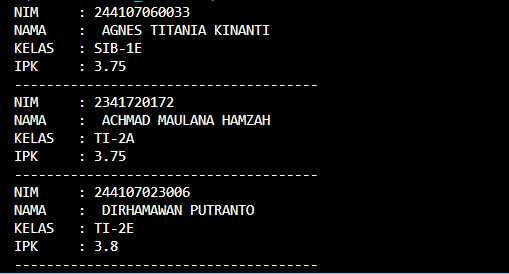 NIM     : 244107060033
NAMA    :  AGNES TITANIA KINANTI
KELAS   : SIB-1E
IPK     : 3.75
--------------------------------------
NIM     : 2341720172
NAMA    :  ACHMAD MAULANA HAMZAH
KELAS   : TI-2A
IPK     : 3.75
--------------------------------------
NIM     : 244107023006
NAMA    :  DIRHAMAWAN PUTRANTO
KELAS   : TI-2E
IPK     : 3.8
--------------------------------------